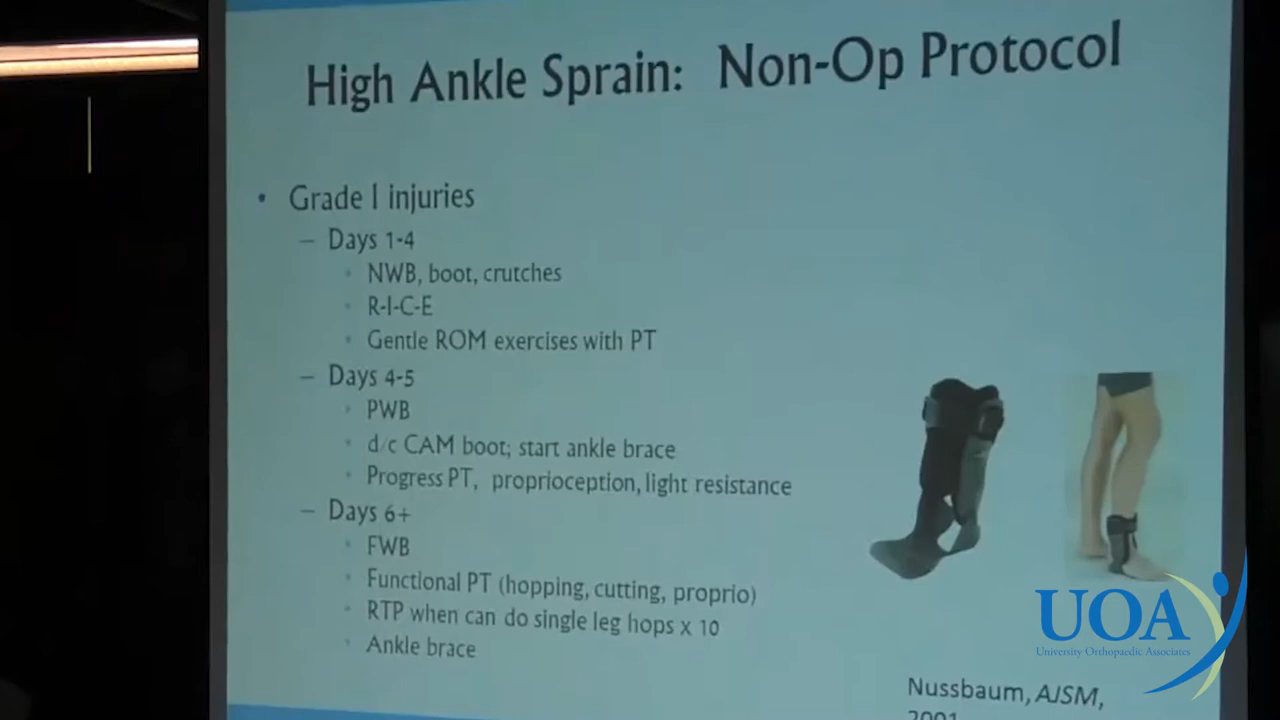 High Ankle Sprain: Non-Op Protocol
• Grade I injuries
– Days 1-4
• NWB, boot, crutches
• R-I-C-E
• Gentle ROM exercises with PT
– Days 4-5
• PWB
• d/c CAM boot; start ankle brace
• Progress PT, proprioception, light resistance
– Days 6+
• FWB
• Functional PT (hopping, cutting, proprio)
• RTP when can do single leg hops x 10
• Ankle brace
UOA
University Orthopaedic Associates
Nussbaum, AJSM,
2001